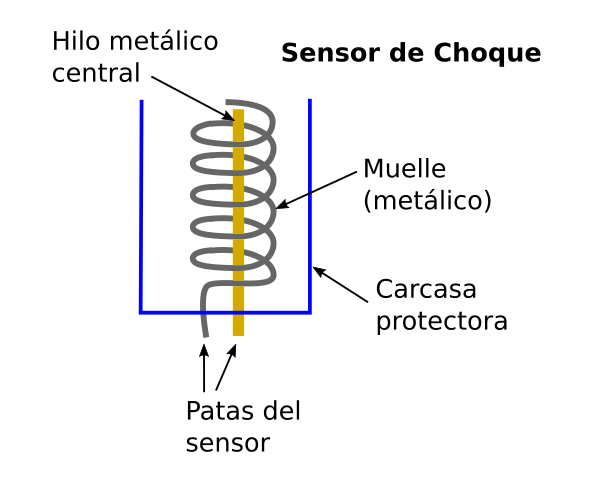 Hilo metálico
central
Sensor de Choque
Muelle
(metálico)
Carcasa
protectora
Patas del
sensor